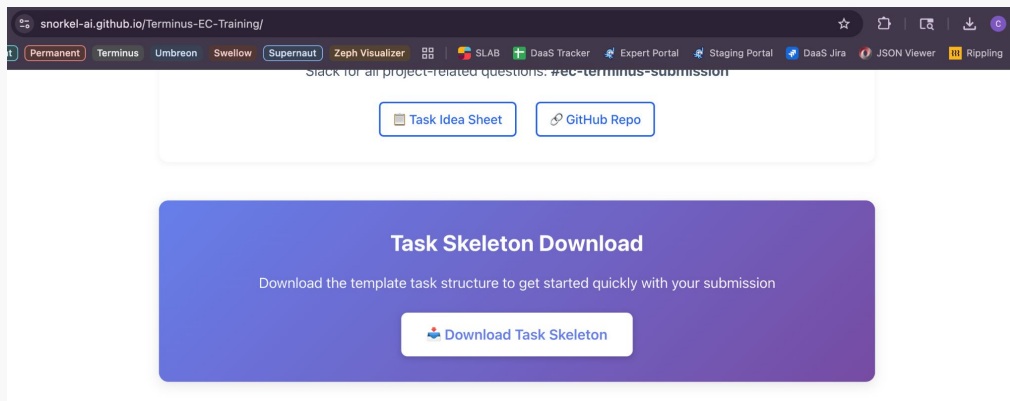 snorkel-ai.github.io/Terminus-EC-Training/
Permanent Terminus Umbreon Swellow Supernaut Zeph Visualizer SLAB DaaS Tracker Expert Portal Staging Portal DaaS Jira JSON Viewer Rippling
Slack for all project-related questions: #ec-terminus-submission
Task Idea Sheet GitHub Repo
Task Skeleton Download
Download the template task structure to get started quickly with your submission
Download Task Skeleton